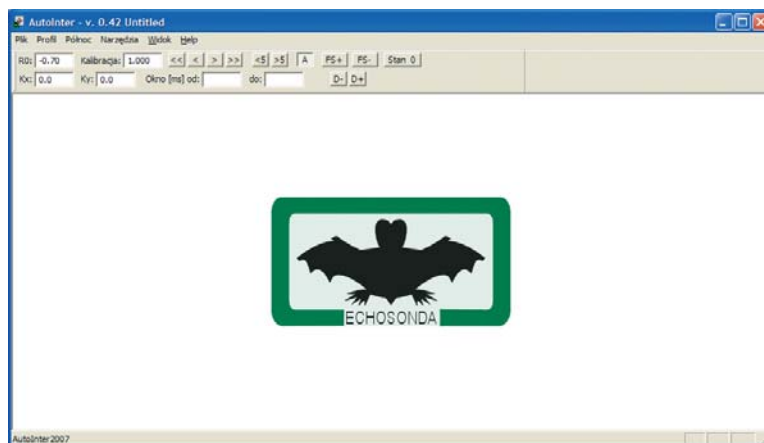 AutoInter - v. 0.42 Untitled
Plik Profil Północ Narzędzia Widok Help
R0: -0.70 Kalibracja: 1.000 << < > >> <5 >5 A FS+ FS- Stan 0
Kx: 0.0 Ky: 0.0 Okno [ms] od: do: D- D+
ECHOSONDA
AutoInter2007